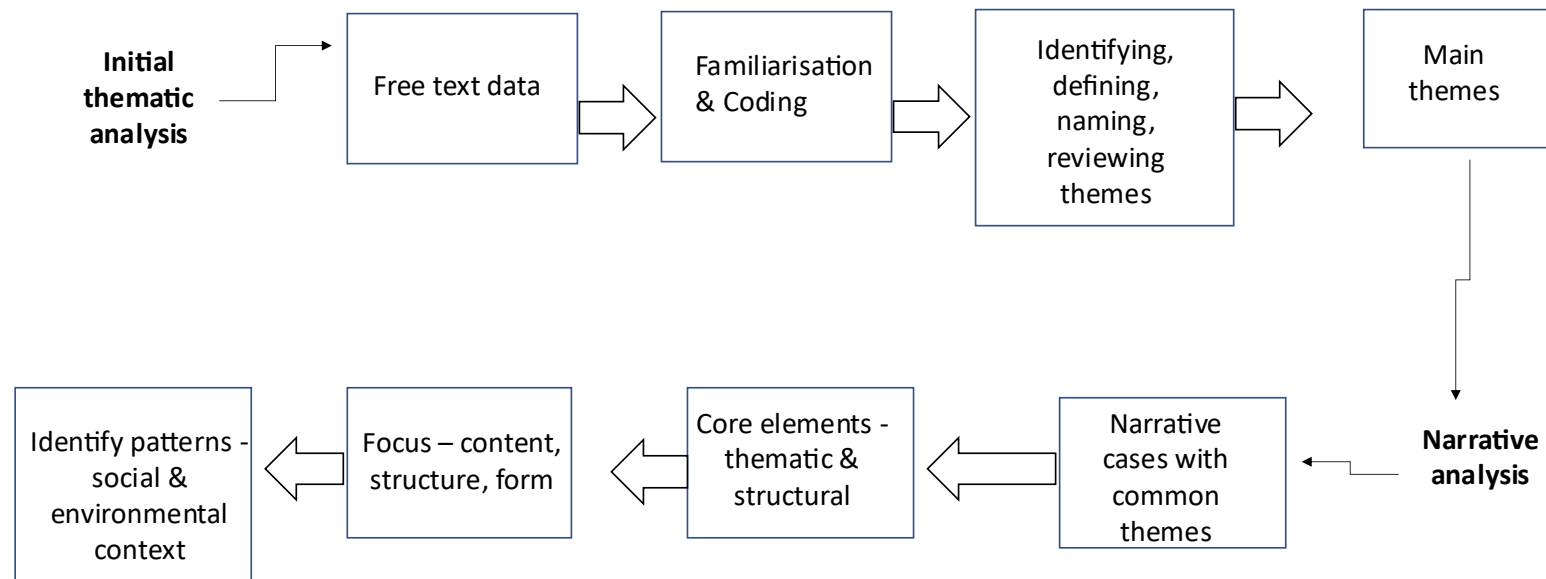 Initial
thematic
analysis
Free text data
Familiarisation
& Coding
Identifying,
defining,
naming,
reviewing
themes
Main
themes
Narrative
analysis
Narrative
cases with
common
themes
Core elements -
thematic &
structural
Focus – content,
structure, form
Identify patterns -
social &
environmental
context